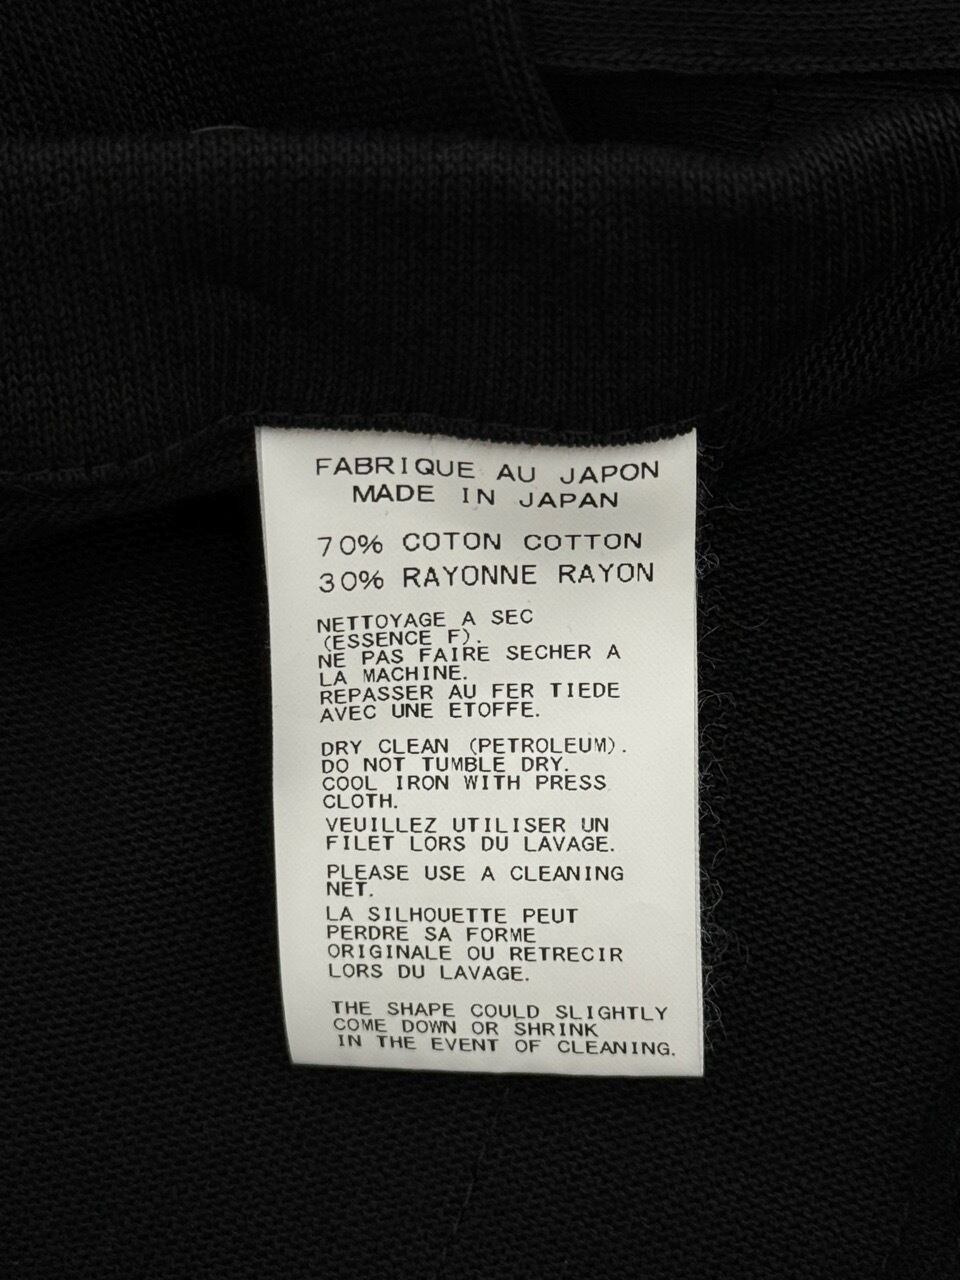 FABRIQUE AU JAPON
MADE IN JAPAN
70% COTON COTTON
30% RAYONNE RAYON
NETTOYAGE A SEC
(ESSENCE F).
NE PAS FAIRE SECHER A
LA MACHINE.
REPASSER AU FER TIEDE
AVEC UNE ETOFFE.
DRY CLEAN (PETROLEUM).
DO NOT TUMBLE DRY.
COOL IRON WITH PRESS
CLOTH.
VEUILLEZ UTILISER UN
FILET LORS DU LAVAGE.
PLEASE USE A CLEANING
NET.
LA SILHOUETTE PEUT
PERDRE SA FORME
ORIGINALE OU RETRECIR
LORS DU LAVAGE.
THE SHAPE COULD SLIGHTLY
COME DOWN OR SHRINK
IN THE EVENT OF CLEANING.